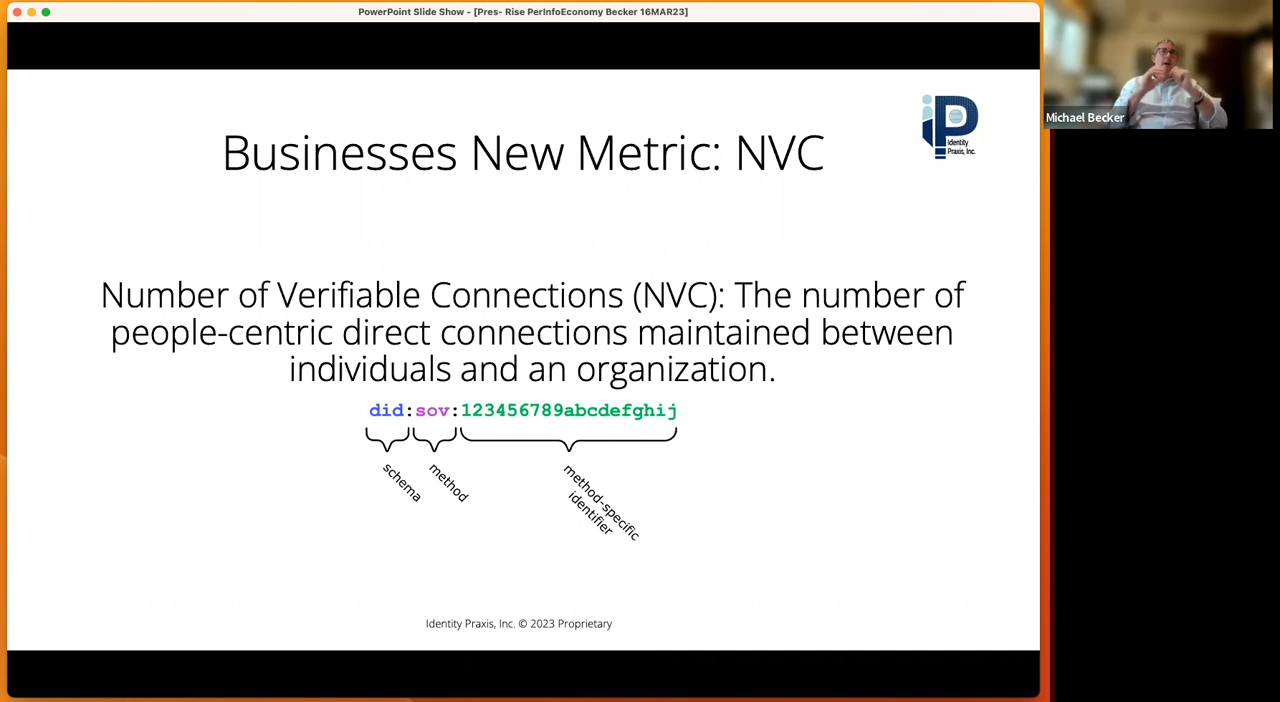 PowerPoint Slide Show - [Pres- Rise PerInfoEconomy Becker 16MAR23]
Michael Becker
iP
Identity
Praxis, Inc.
Businesses New Metric: NVC
Number of Verifiable Connections (NVC): The number of
people-centric direct connections maintained between
individuals and an organization.
did:sov:123456789abcdefghij
schema
method
method-specific
identifier
Identity Praxis, Inc. © 2023 Proprietary